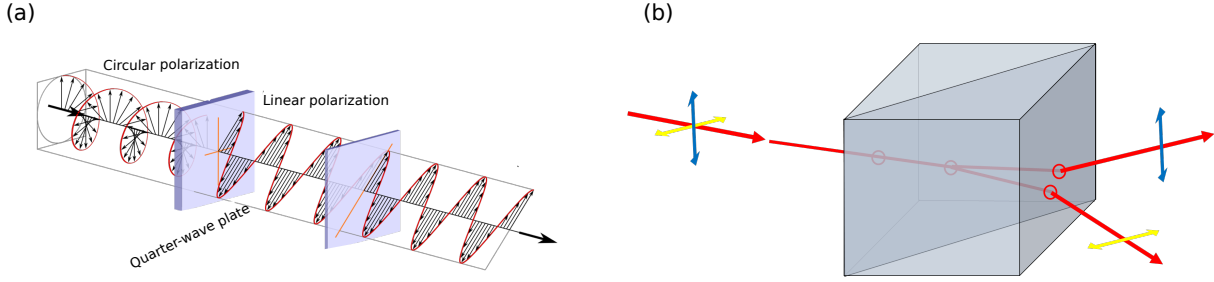 (a)
(b)
Circular polarization
Linear polarization
Quarter-wave plate